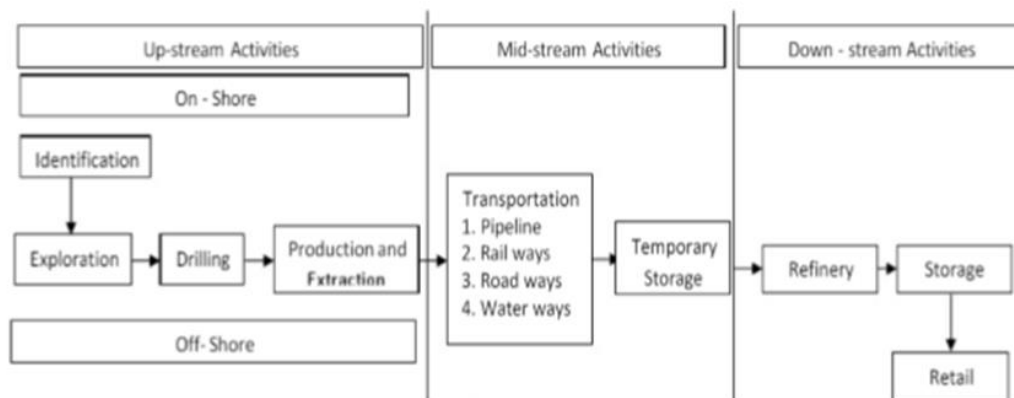 Up-stream Activities
Mid-stream Activities
Down - stream Activities
On - Shore
Identification
Exploration
Drilling
Production and
Extraction
Transportation
1. Pipeline
2. Rail ways
3. Road ways
4. Water ways
Temporary
Storage
Refinery
Storage
Retail
Off- Shore